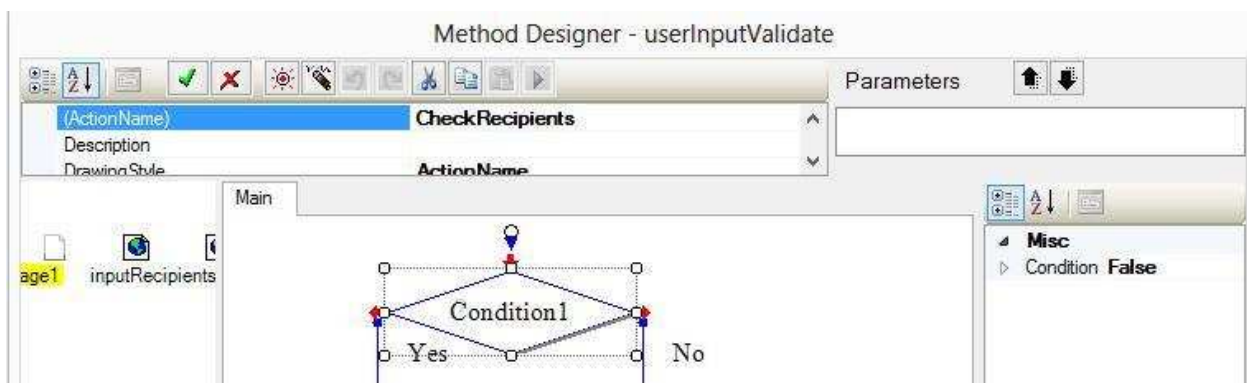 Method Designer - userInputValidate
Parameters
(ActionName) CheckRecipients
Description
DrawingStyle ActionName
Main
Misc
Condition False
age1 inputRecipients
Condition1
Yes No